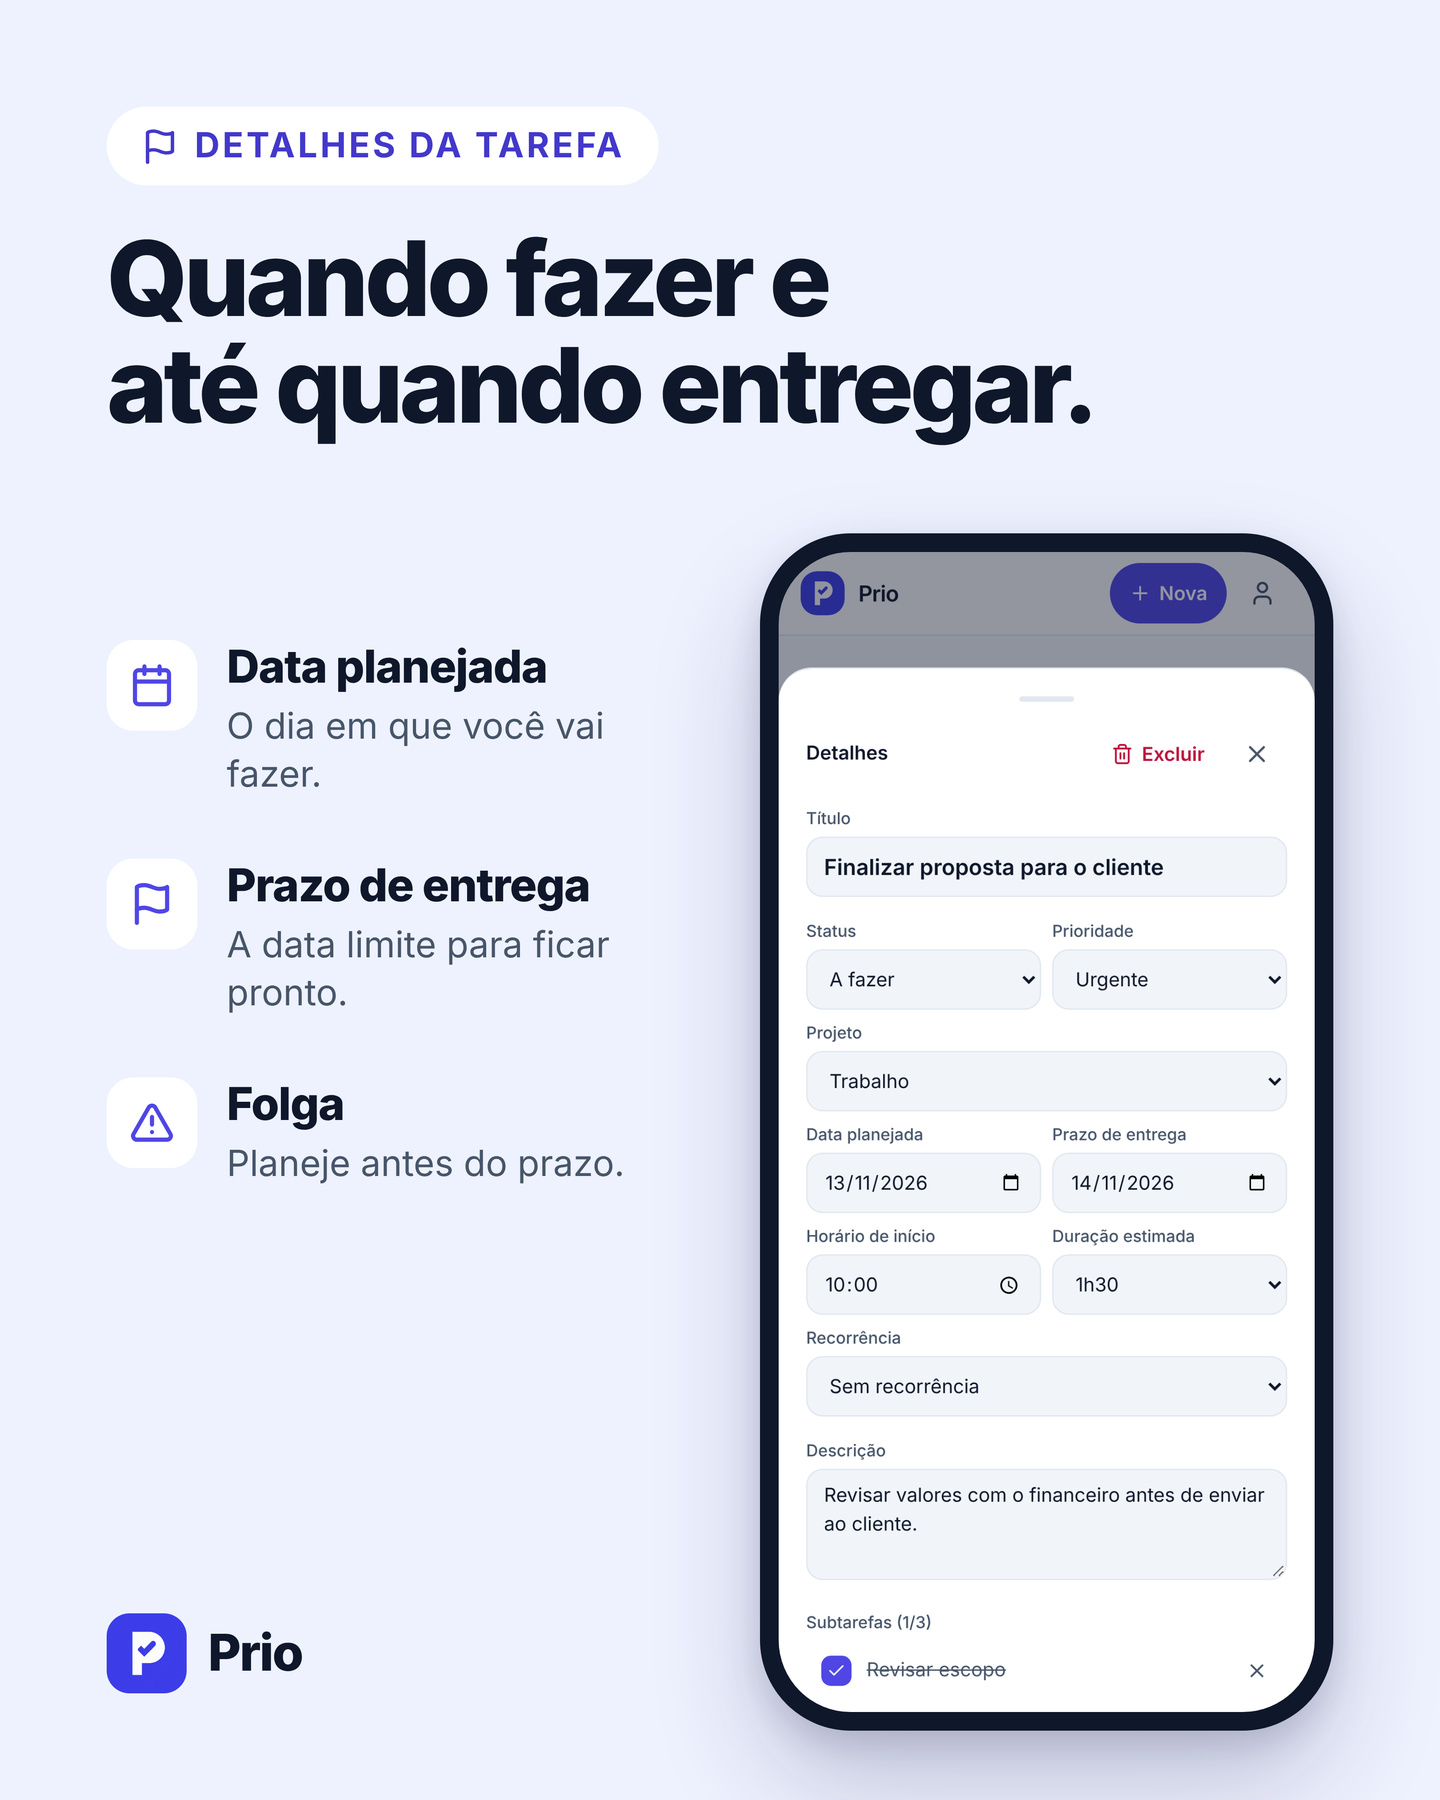 DETALHES DA TAREFA
Quando fazer e
até quando entregar.
Data planejada
O dia em que você vai
fazer.
Prazo de entrega
A data limite para ficar
pronto.
Folga
Planeje antes do prazo.
Prio
Prio
+ Nova
Detalhes
Excluir
Título
Finalizar proposta para o cliente
Status
Prioridade
A fazer
Urgente
Projeto
Trabalho
Data planejada
Prazo de entrega
13/11/2026
14/11/2026
Horário de início
Duração estimada
10:00
1h30
Recorrência
Sem recorrência
Descrição
Revisar valores com o financeiro antes de enviar
ao cliente.
Subtarefas (1/3)
Revisar escopo